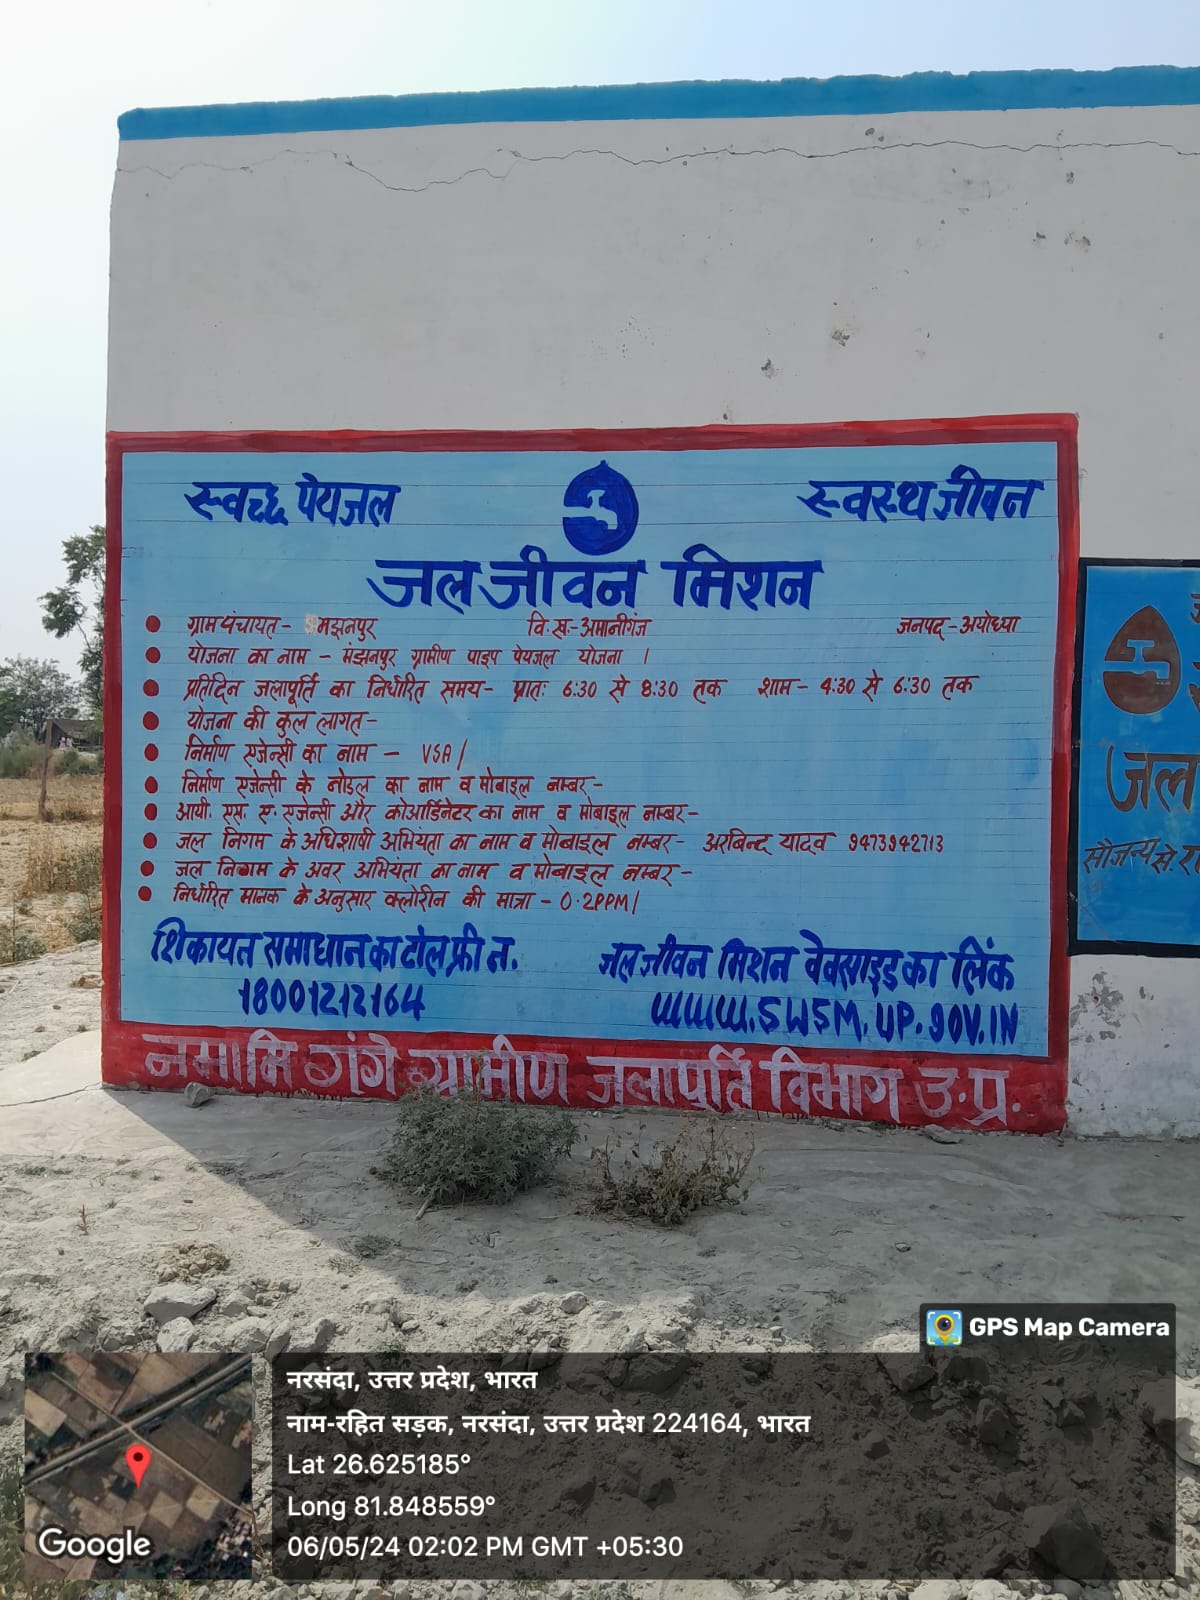 स्वच्छ पेयजल स्वस्थ जीवन
जल जीवन मिशन
ग्राम पंचायत- मझनपुर वि.ख.-अमानीगंज जनपद-अयोध्या
योजना का नाम - मंझनपुर ग्रामीण पाइप पेयजल योजना ।
प्रतिदिन जलापूर्ति का निर्धारित समय- प्रातः 6:30 से 8:30 तक शाम- 4:30 से 6:30 तक
योजना की कुल लागत-
निर्माण एजेन्सी का नाम - VSA/
निर्माण एजेन्सी के नोडल का नाम व मोबाइल नम्बर-
आयी. एस. ए. एजेन्सी और कोआर्डिनेटर का नाम व मोबाइल नम्बर-
जल निगम के अधिशाषी अभियंता का नाम व मोबाइल नम्बर- अरबिन्द यादव 9473942713
जल निगम के अवर अभियंता का नाम व मोबाइल नम्बर-
निर्धारित मानक के अनुसार क्लोरीन की मात्रा - 0.2PPM/
शिकायत समाधान का टोल फ्री न. जल जीवन मिशन वेबसाइड का लिंक
18001212164 WWW.SWSM.UP.GOV.IN
नमामि गंगे ग्रामीण जलापूर्ति विभाग उ.प्र.
जल
सौजन्य से.
GPS Map Camera
नरसंदा, उत्तर प्रदेश, भारत
नाम-रहित सड़क, नरसंदा, उत्तर प्रदेश 224164, भारत
Lat 26.625185°
Long 81.848559°
06/05/24 02:02 PM GMT +05:30
Google